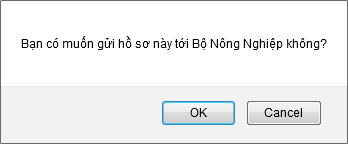 Bạn có muốn gửi hồ sơ này tới Bộ Nông Nghiệp không?
OK Cancel